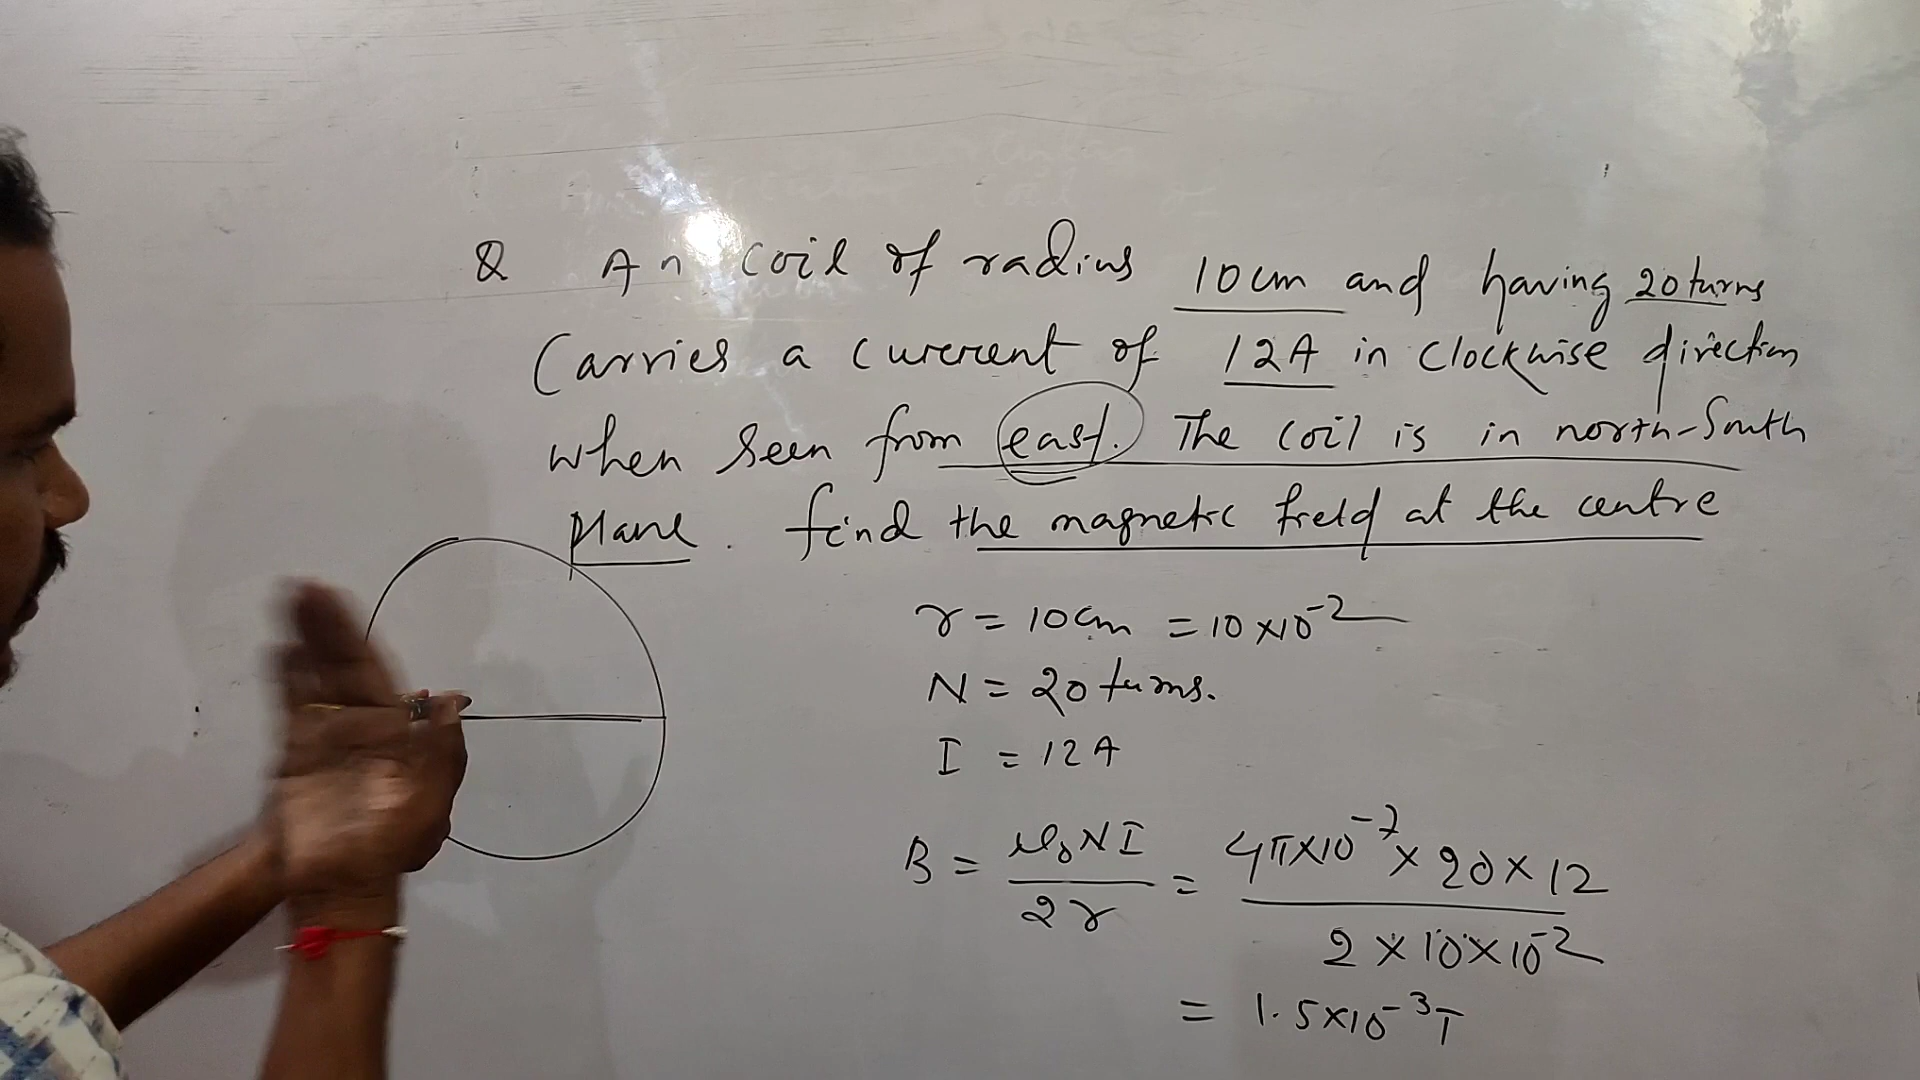 Q An coil of radius 10cm and having 20 turns
Carries a current of 12A in clockwise direction
when seen from east. The coil is in north-South
plane. find the magnetic field at the centre
r = 10cm = 10×10⁻²
N = 20 turns.
I = 12A
B = μ₀NI / 2r = 4π×10⁻⁷ × 20 × 12 / 2 × 10 × 10⁻²
= 1.5×10⁻³T